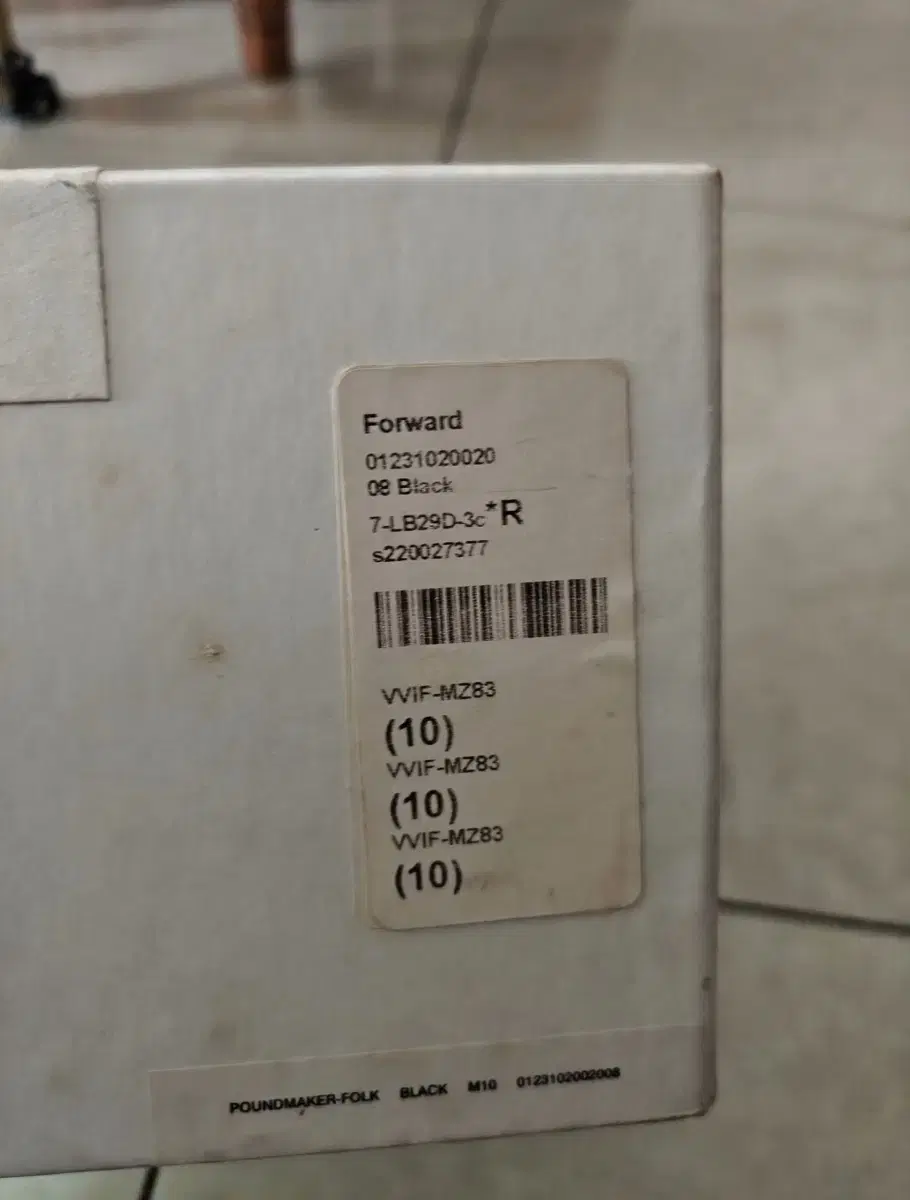 Forward
01231020020
08 Black
7-LB29D-3c*R
s220027377
VVIF-MZ83
(10)
VVIF-MZ83
(10)
VVIF-MZ83
(10)
POUNDMAKER-FOLK BLACK M10 0123102002008